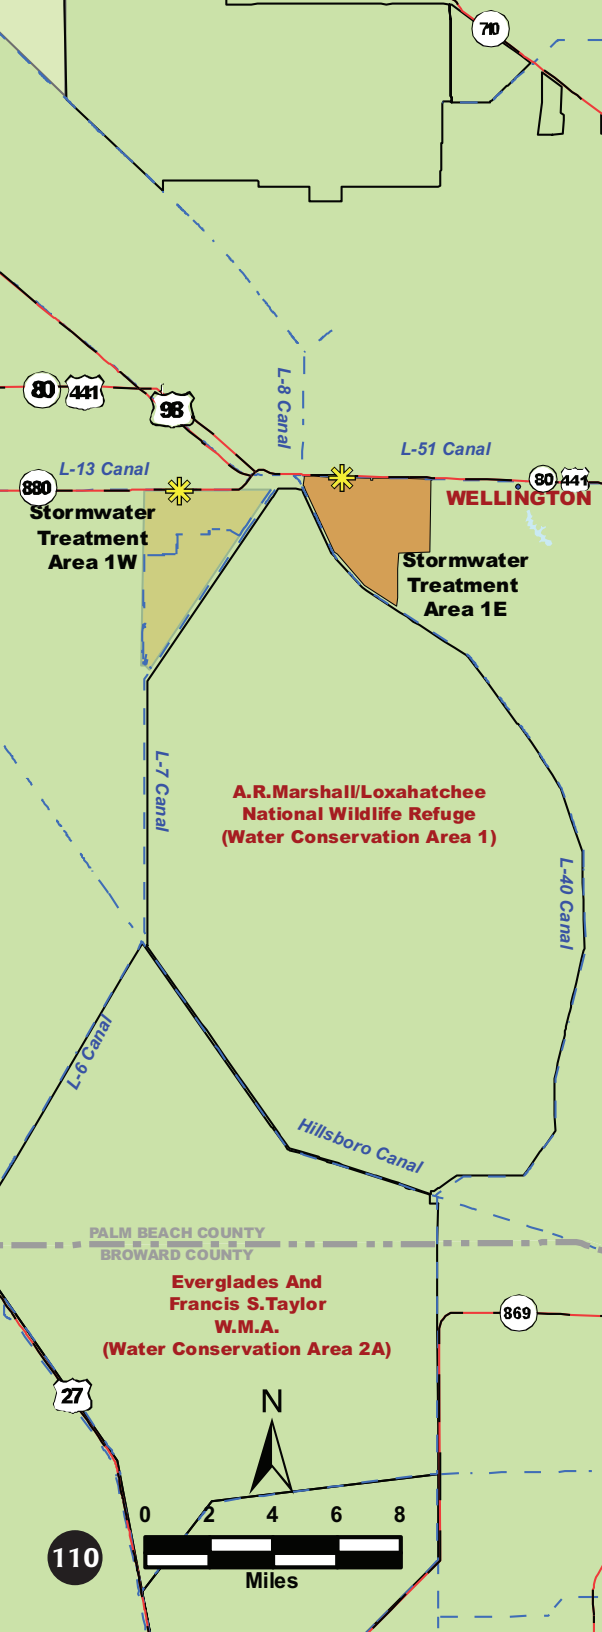 710
L-8 Canal
80
441
98
L-51 Canal
L-13 Canal
880
80
441
WELLINGTON
Stormwater
Treatment
Area 1W
Stormwater
Treatment
Area 1E
L-7 Canal
A.R.Marshall/Loxahatchee
National Wildlife Refuge
(Water Conservation Area 1)
L-40 Canal
L-6 Canal
Hillsboro Canal
PALM BEACH COUNTY
BROWARD COUNTY
Everglades And
Francis S.Taylor
W.M.A.
(Water Conservation Area 2A)
869
27
N
0 2 4 6 8
Miles
110